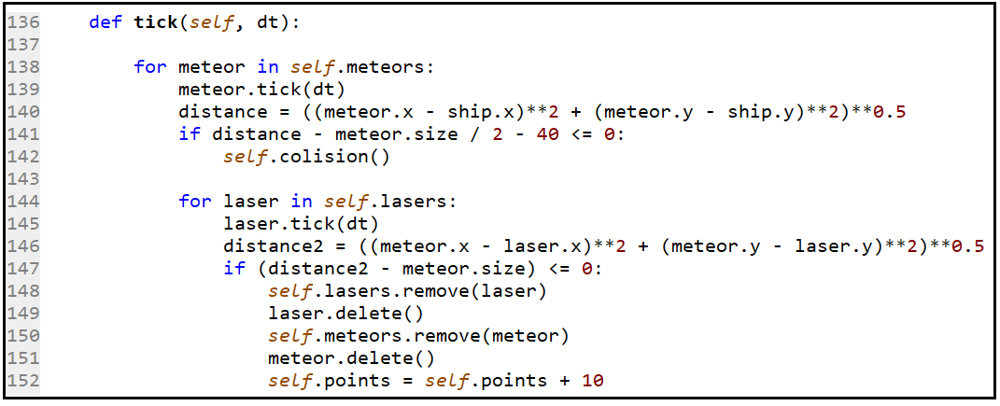 136    def tick(self, dt):
137
138        for meteor in self.meteors:
139            meteor.tick(dt)
140            distance = ((meteor.x - ship.x)**2 + (meteor.y - ship.y)**2)**0.5
141            if distance - meteor.size / 2 - 40 <= 0:
142                self.colision()
143
144            for laser in self.lasers:
145                laser.tick(dt)
146                distance2 = ((meteor.x - laser.x)**2 + (meteor.y - laser.y)**2)**0.5
147                if (distance2 - meteor.size) <= 0:
148                    self.lasers.remove(laser)
149                    laser.delete()
150                    self.meteors.remove(meteor)
151                    meteor.delete()
152                    self.points = self.points + 10